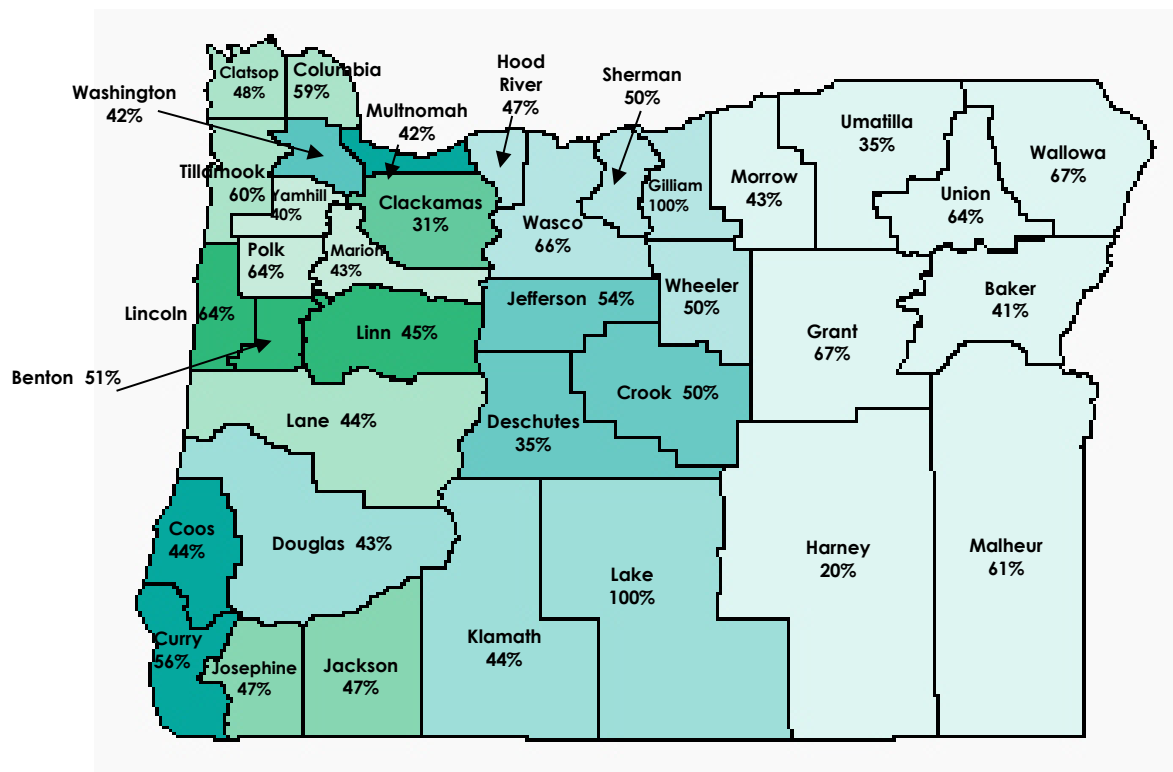 Clatsop
48%
Columbia
59%
Washington
42%
Multnomah
42%
Hood
River
47%
Sherman
50%
Umatilla
35%
Wallowa
67%
Union
64%
Morrow
43%
Gilliam
100%
Tillamook
60%
Yamhill
40%
Clackamas
31%
Wasco
66%
Polk
64%
Marion
43%
Wheeler
50%
Baker
41%
Jefferson 54%
Lincoln 64%
Linn 45%
Grant
67%
Benton 51%
Crook 50%
Lane 44%
Deschutes
35%
Coos
44%
Douglas 43%
Harney
20%
Malheur
61%
Lake
100%
Curry
56%
Klamath
44%
Josephine
47%
Jackson
47%